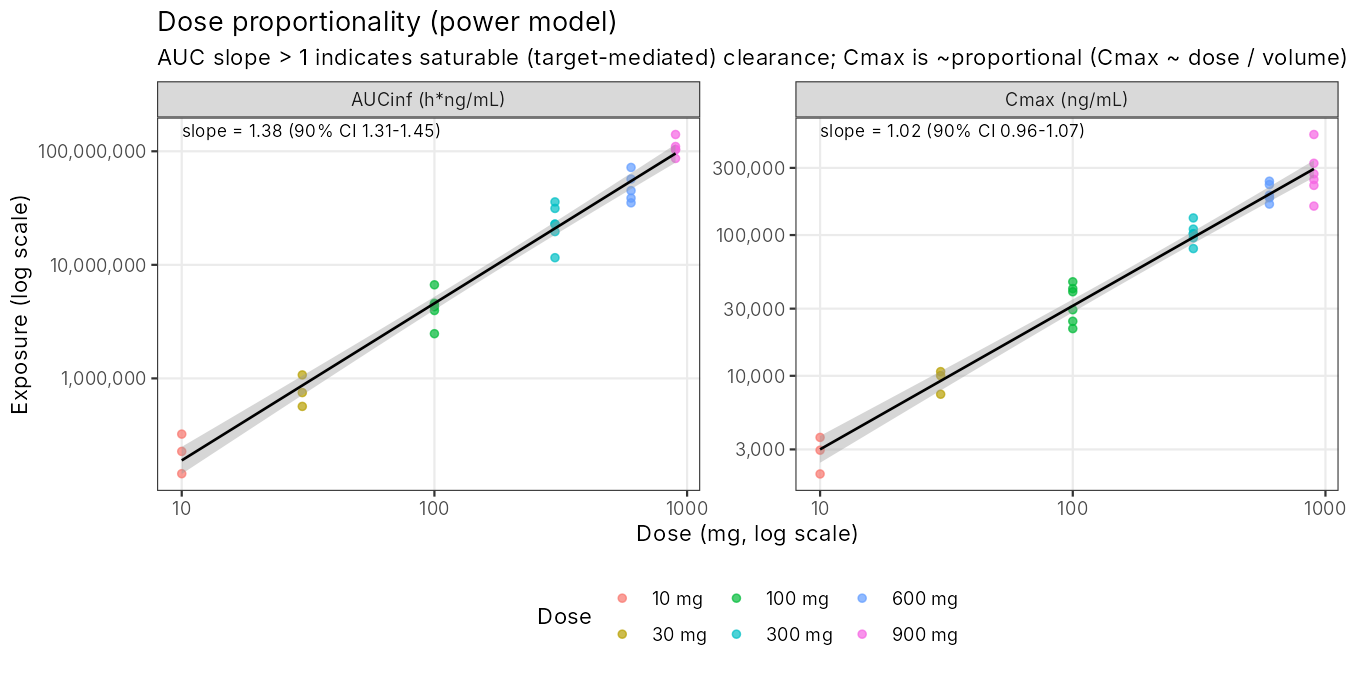 Dose proportionality (power model)
AUC slope > 1 indicates saturable (target-mediated) clearance; Cmax is ~proportional (Cmax ~ dose / volume)
AUCinf (h*ng/mL)
Cmax (ng/mL)
slope = 1.38 (90% CI 1.31-1.45)
slope = 1.02 (90% CI 0.96-1.07)
Exposure (log scale)
100,000,000
10,000,000
1,000,000
300,000
100,000
30,000
10,000
3,000
10
100
1000
10
100
1000
Dose (mg, log scale)
Dose
10 mg
100 mg
600 mg
30 mg
300 mg
900 mg